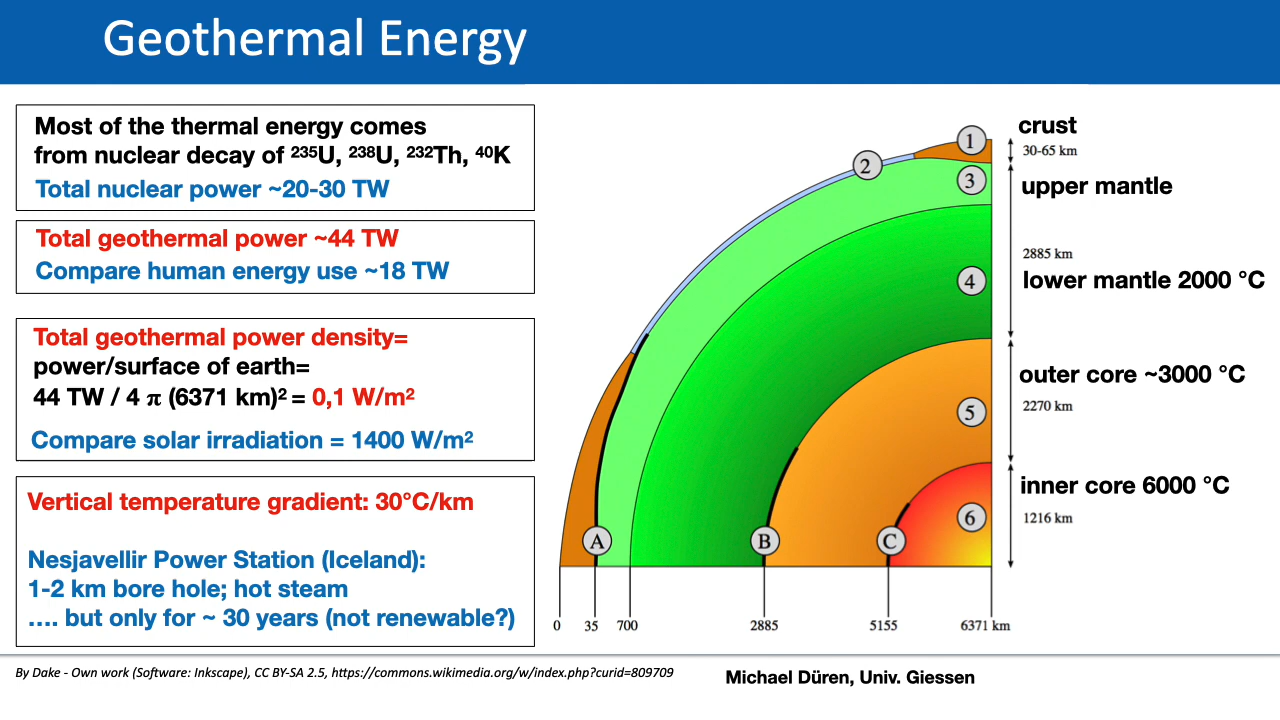 Geothermal Energy
Most of the thermal energy comes
from nuclear decay of ²³⁵U, ²³⁸U, ²³²Th, ⁴⁰K
Total nuclear power ~20-30 TW
Total geothermal power ~44 TW
Compare human energy use ~18 TW
Total geothermal power density=
power/surface of earth=
44 TW / 4 π (6371 km)² = 0,1 W/m²
Compare solar irradiation = 1400 W/m²
Vertical temperature gradient: 30°C/km
Nesjavellir Power Station (Iceland):
1-2 km bore hole; hot steam
…. but only for ~ 30 years (not renewable?)
1
2
3
4
5
6
A
B
C
crust
30-65 km
upper mantle
2885 km
lower mantle 2000 °C
outer core ~3000 °C
2270 km
inner core 6000 °C
1216 km
0 35 700 2885 5155 6371 km
By Dake - Own work (Software: Inkscape), CC BY-SA 2.5, https://commons.wikimedia.org/w/index.php?curid=809709
Michael Düren, Univ. Giessen